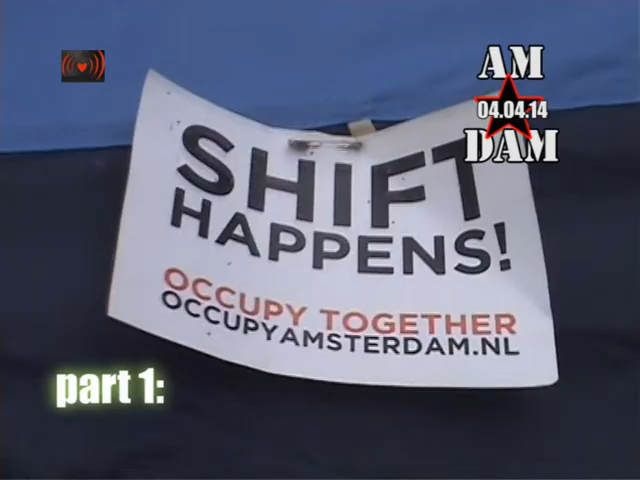 AM
04.04.14
DAM
SHIFT
HAPPENS!
OCCUPY TOGETHER
OCCUPYAMSTERDAM.NL
part 1: